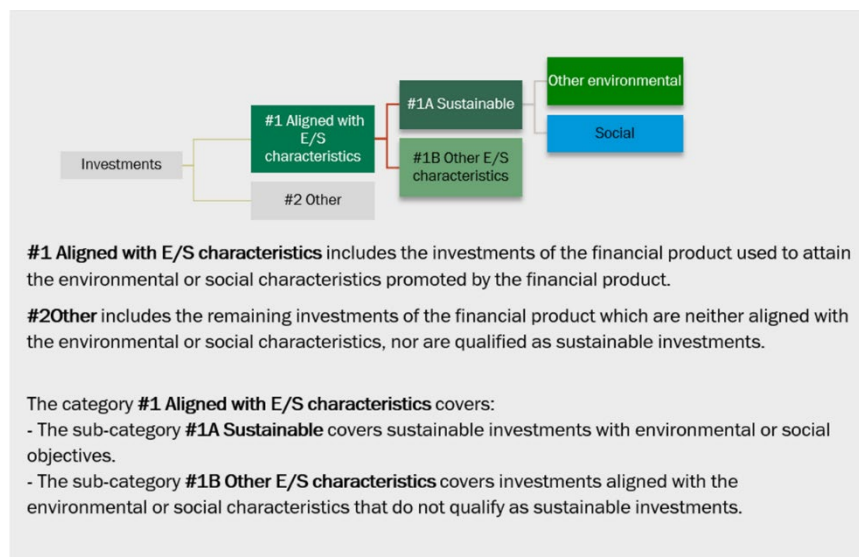 Other environmental
#1A Sustainable
#1 Aligned with
E/S
characteristics
Social
Investments
#1B Other E/S
characteristics
#2 Other
#1 Aligned with E/S characteristics includes the investments of the financial product used to attain
the environmental or social characteristics promoted by the financial product.
#2Other includes the remaining investments of the financial product which are neither aligned with
the environmental or social characteristics, nor are qualified as sustainable investments.
The category #1 Aligned with E/S characteristics covers:
- The sub-category #1A Sustainable covers sustainable investments with environmental or social
objectives.
- The sub-category #1B Other E/S characteristics covers investments aligned with the
environmental or social characteristics that do not qualify as sustainable investments.